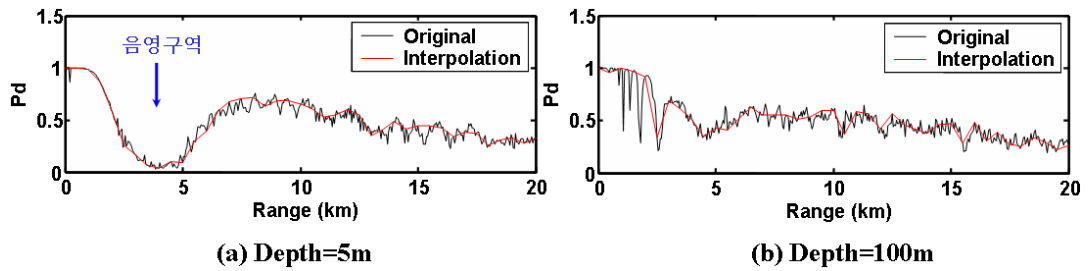 1.5
1
0.5
0
Pd
음영구역
Original
Interpolation
0 5 10 15 20
Range (km)
(a) Depth=5m
1.5
1
0.5
0
Pd
Original
Interpolation
0 5 10 15 20
Range (km)
(b) Depth=100m